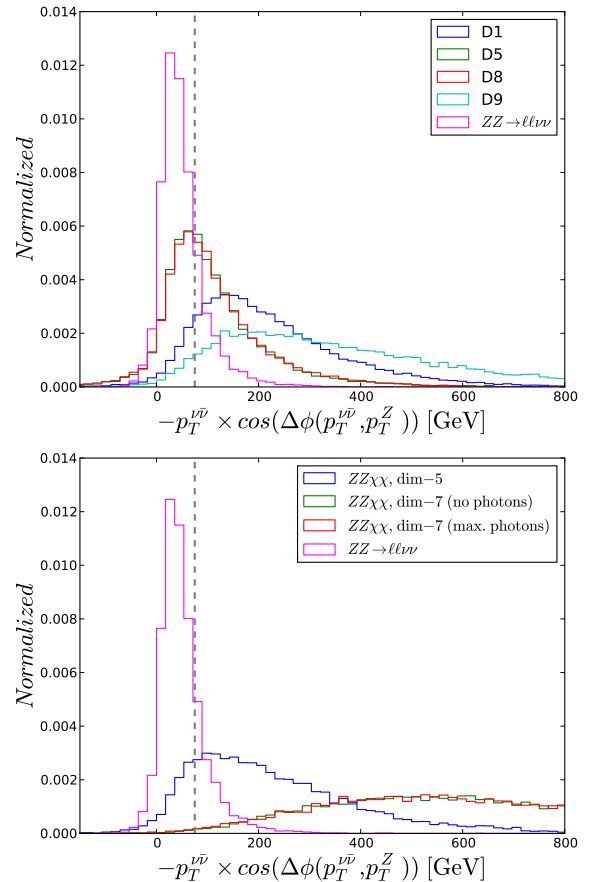 0.014
0.012
0.010
0.008
0.006
0.004
0.002
0.000
Normalized
D1
D5
D8
D9
ZZ→ℓℓνν
0 200 400 600 800
−p_T^{νν̄} × cos(Δϕ(p_T^{νν̄},p_T^Z)) [GeV]
0.014
0.012
0.010
0.008
0.006
0.004
0.002
0.000
Normalized
ZZχχ, dim−5
ZZχχ, dim−7 (no photons)
ZZχχ, dim−7 (max. photons)
ZZ→ℓℓνν
0 200 400 600 800
−p_T^{νν̄} × cos(Δϕ(p_T^{νν̄},p_T^Z)) [GeV]